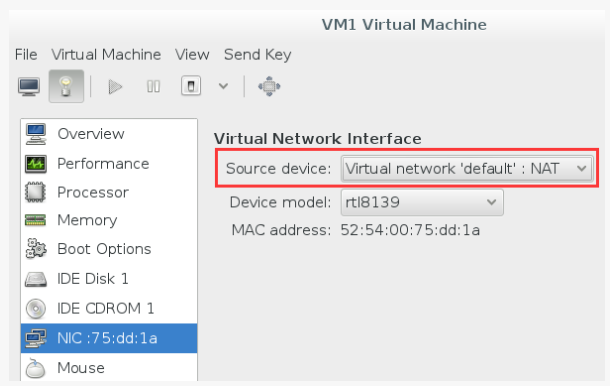 VM1 Virtual Machine
File Virtual Machine View Send Key
Overview
Performance
Processor
Memory
Boot Options
IDE Disk 1
IDE CDROM 1
NIC :75:dd:1a
Mouse
Virtual Network Interface
Source device: Virtual network 'default' : NAT
Device model: rtl8139
MAC address: 52:54:00:75:dd:1a